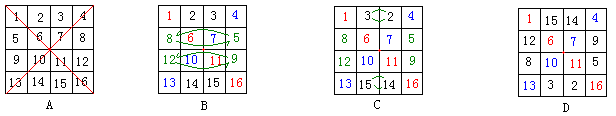 1 2 3 4
5 6 7 8
9 10 11 12
13 14 15 16
A
1 2 3 4
8 6 7 5
12 10 11 9
13 14 15 16
B
1 3 2 4
8 6 7 5
12 10 11 9
13 15 14 16
C
1 15 14 4
12 6 7 9
8 10 11 5
13 3 2 16
D